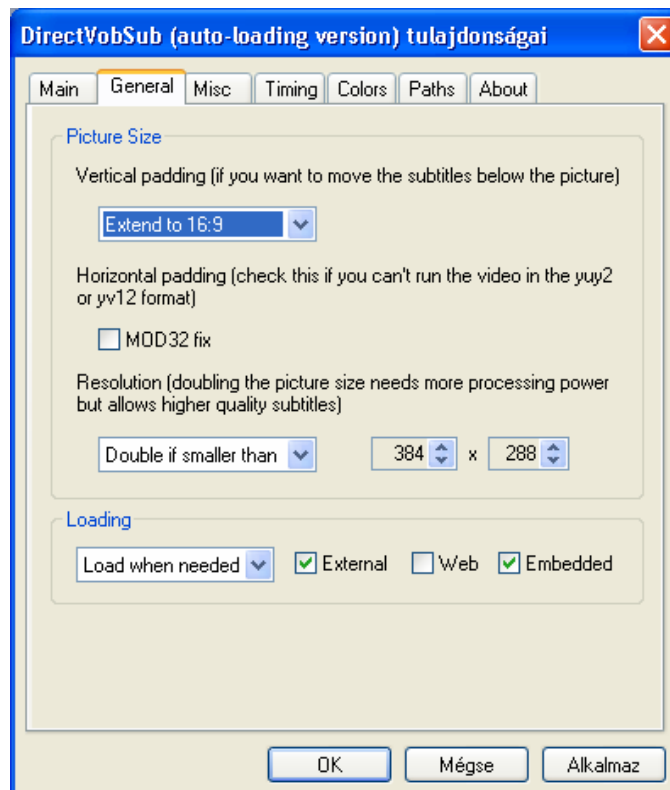 DirectVobSub (auto-loading version) tulajdonságai
Main General Misc Timing Colors Paths About
Picture Size
Vertical padding (if you want to move the subtitles below the picture)
Extend to 16:9
Horizontal padding (check this if you can't run the video in the yuy2
or yv12 format)
MOD32 fix
Resolution (doubling the picture size needs more processing power
but allows higher quality subtitles)
Double if smaller than 384 x 288
Loading
Load when needed External Web Embedded
OK Mégse Alkalmaz